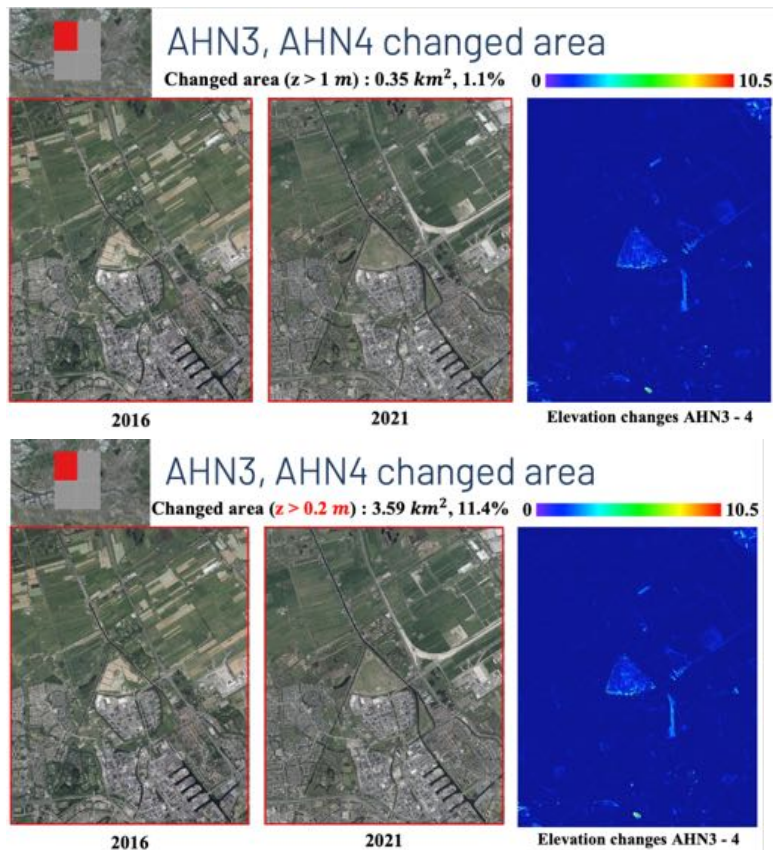 AHN3, AHN4 changed area
Changed area (z > 1 m) : 0.35 km², 1.1%
0 10.5
2016 2021 Elevation changes AHN3 - 4
AHN3, AHN4 changed area
Changed area (z > 0.2 m) : 3.59 km², 11.4%
0 10.5
2016 2021 Elevation changes AHN3 - 4